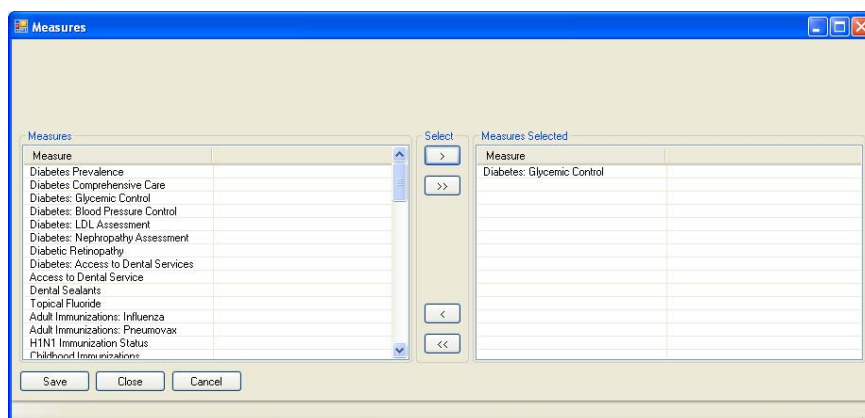 Measures
Measures
Select
Measures Selected
Measure
>
Measure
Diabetes Prevalence
Diabetes: Glycemic Control
Diabetes Comprehensive Care
>>
Diabetes: Glycemic Control
Diabetes: Blood Pressure Control
Diabetes: LDL Assessment
Diabetes: Nephropathy Assessment
Diabetic Retinopathy
Diabetes: Access to Dental Services
Access to Dental Service
Dental Sealants
Topical Fluoride
Adult Immunizations: Influenza
<
Adult Immunizations: Pneumovax
H1N1 Immunization Status
<<
Childhood Immunizations
Save
Close
Cancel